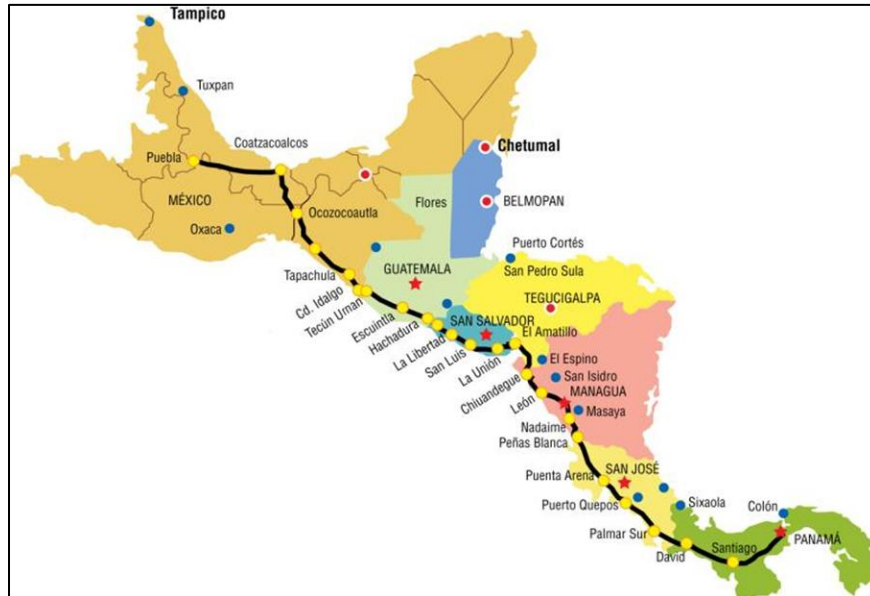 Tampico
Tuxpan
Coatzacoalcos
Puebla
Chetumal
MÉXICO
Flores
BELMOPAN
Ocozocoautla
Oxaca
Puerto Cortés
San Pedro Sula
GUATEMALA
Tapachula
Cd. Idalgo
TEGUCIGALPA
Tecún Uman
Escuintla
Hachadura
SAN SALVADOR
El Amatillo
La Libertad
San Luis
La Unión
El Espino
San Isidro
Chiuandegue
MANAGUA
León
Masaya
Nadaime
Peñas Blanca
SAN JOSÉ
Puenta Arena
Puerto Quepos
Sixaola
Colón
Palmar Sur
PANAMÁ
Santiago
David